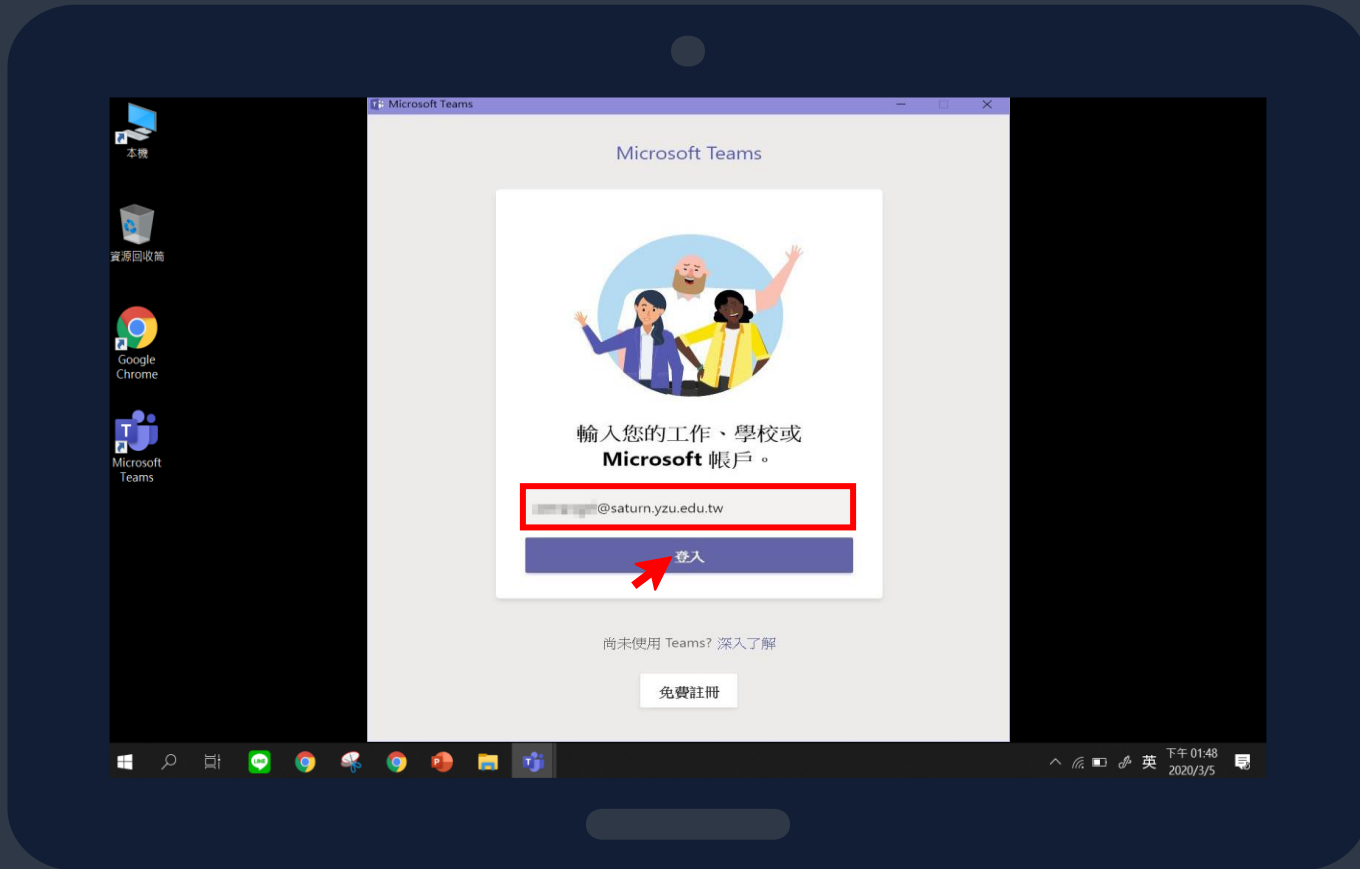 本機
資源回收筒
Google
Chrome
Microsoft
Teams
Microsoft Teams
Microsoft Teams
輸入您的工作、學校或
Microsoft 帳戶。
@saturn.yzu.edu.tw
登入
尚未使用 Teams? 深入了解
免費註冊
英
下午 01:48
2020/3/5